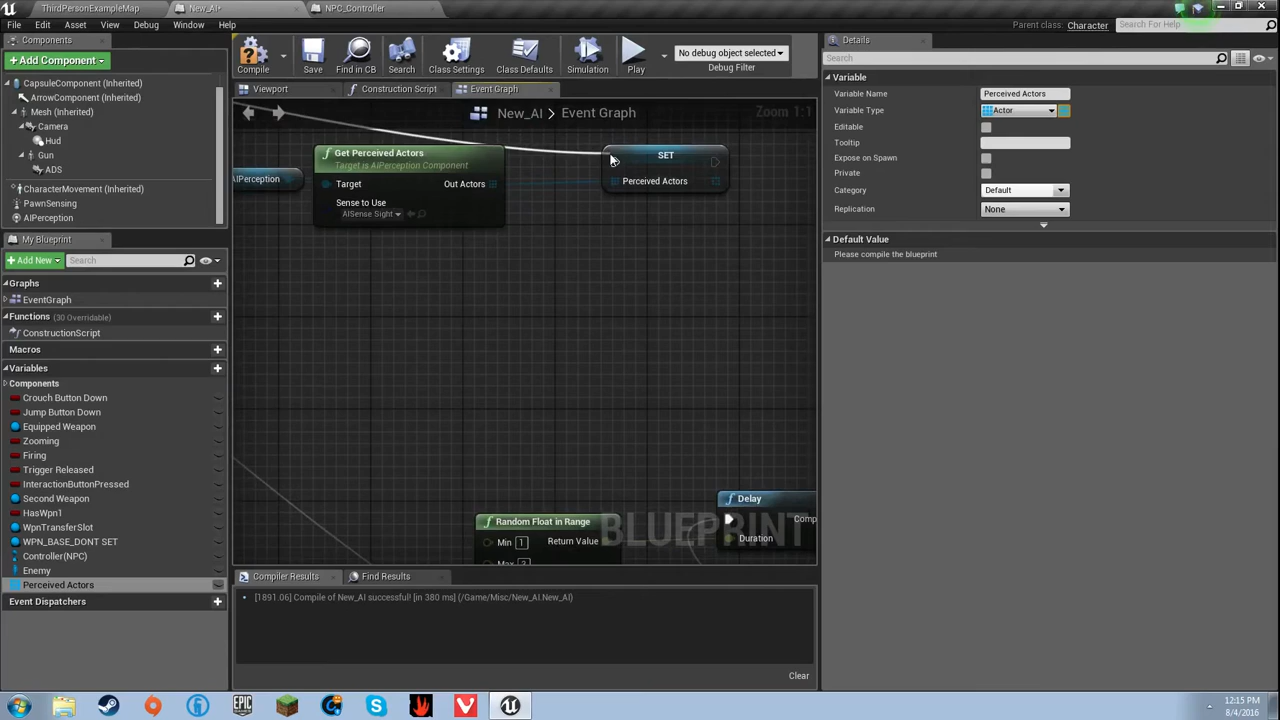 ThirdPersonExampleMap
New_AI*
NPC_Controller
File Asset View Edit Debug Window Help
Parent class: Character
Search For Help
Components
Details
+ Add Component
Search
CapsuleComponent (Inherited)
ArrowComponent (Inherited)
Mesh (Inherited)
Camera
Hud
Gun
ADS
CharacterMovement (Inherited)
PawnSensing
AIPerception
My Blueprint
+ Add New
Search
Graphs
EventGraph
Functions (30 Overridable)
ConstructionScript
Macros
Variables
Components
Crouch Button Down
Jump Button Down
Equipped Weapon
Zooming
Firing
Trigger Released
InteractionButtonPressed
Second Weapon
HasWpn1
WpnTransferSlot
WPN_BASE_DONT SET
Controller(NPC)
Enemy
Perceived Actors
Event Dispatchers
Compile
Save
Find in CB
Search
Class Settings
Class Defaults
Simulation
Play
No debug object selected
Debug Filter
Viewport
Construction Script
Event Graph
New_AI > Event Graph
Zoom 1:1
AIPerception
Get Perceived Actors
Target is AIPerception Component
Target
Out Actors
Sense to Use
AISense Sight
SET
Perceived Actors
Delay
Comp
Duration
Random Float in Range
Min 1
Return Value
Max
BLUEPRINT
Compiler Results
Find Results
[1891.06] Compile of New_AI successful! [in 380 ms] (/Game/Misc/New_AI.New_AI)
Clear
Variable
Variable Name
Perceived Actors
Variable Type
Actor
Editable
Tooltip
Expose on Spawn
Private
Category
Default
Replication
None
Default Value
Please compile the blueprint
EPIC
GAMES
12:15 PM
8/4/2016